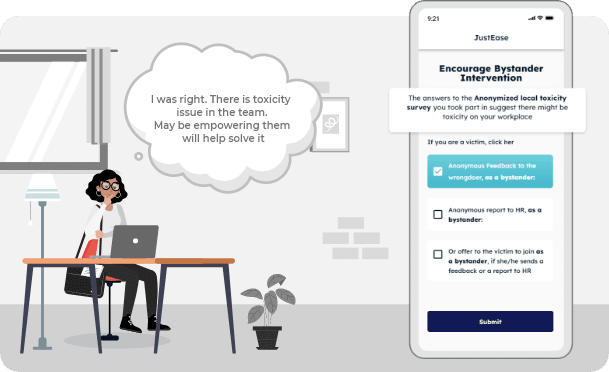 I was right. There is toxicity
issue in the team.
May be empowering them
will help solve it
9:21
JustEase
Encourage Bystander
Intervention
The answers to the Anonymized local toxicity
survey you took part in suggest there might be
toxicity on your workplace
If you are a victim, click her
Anonymous Feedback to the
wrongdoer, as a bystander:
Anonymous report to HR, as a
bystander:
Or offer to the victim to join as
a bystander, if she/he sends a
feedback or a report to HR
Submit